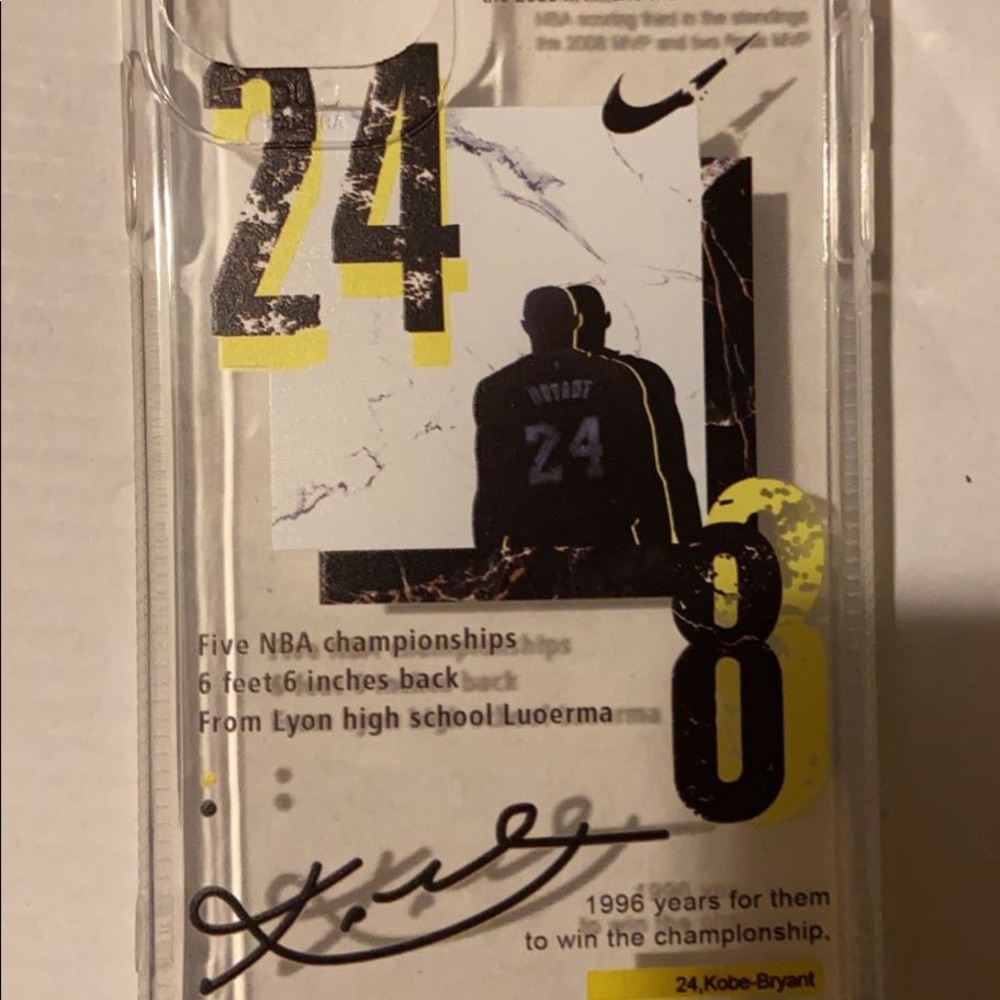 NBA scoring third in the standings
the 2008 MVP and two finals MVP
24
BRYANT
24
8
Five NBA championships
6 feet 6 inches back
From Lyon high school Luoerma
1996 years for them
to win the champlonship.
24,Kobe-Bryant